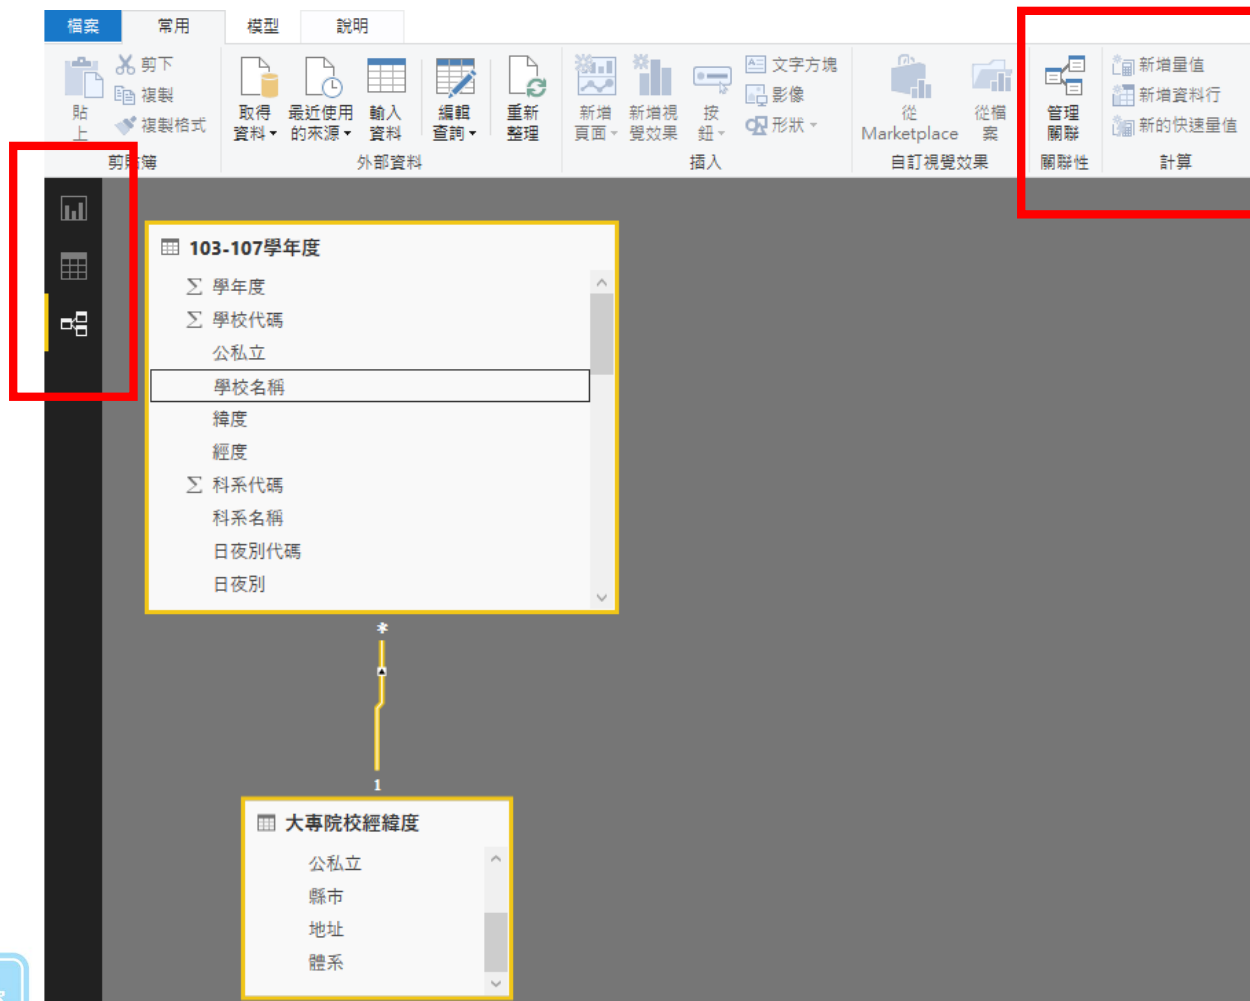 檔案 常用 模型 說明
貼上
剪下
複製
複製格式
剪貼簿
取得資料
最近使用的來源
輸入資料
編輯查詢
重新整理
外部資料
新增頁面
新增視覺效果
按鈕
文字方塊
影像
形狀
插入
從 Marketplace
從檔案
自訂視覺效果
管理關聯
關聯性
新增量值
新增資料行
新的快速量值
計算
103-107學年度
Σ 學年度
Σ 學校代碼
公私立
學校名稱
緯度
經度
Σ 科系代碼
科系名稱
日夜別代碼
日夜別
*
1
大專院校經緯度
公私立
縣市
地址
體系